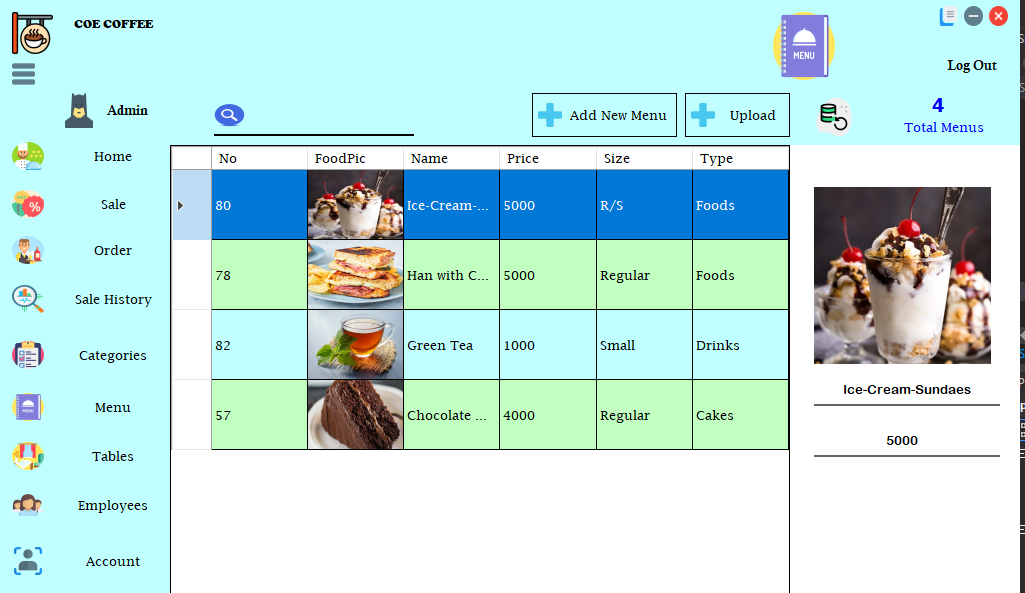 COE COFFEE
MENU
Log Out
Admin
Add New Menu
Upload
4
Total Menus
Home
Sale
%
Order
Sale History
Categories
Menu
MENU
Tables
Employees
Account
No FoodPic Name Price Size Type
80 Ice-Cream-... 5000 R/S Foods
78 Han with C... 5000 Regular Foods
82 Green Tea 1000 Small Drinks
57 Chocolate ... 4000 Regular Cakes
Ice-Cream-Sundaes
5000